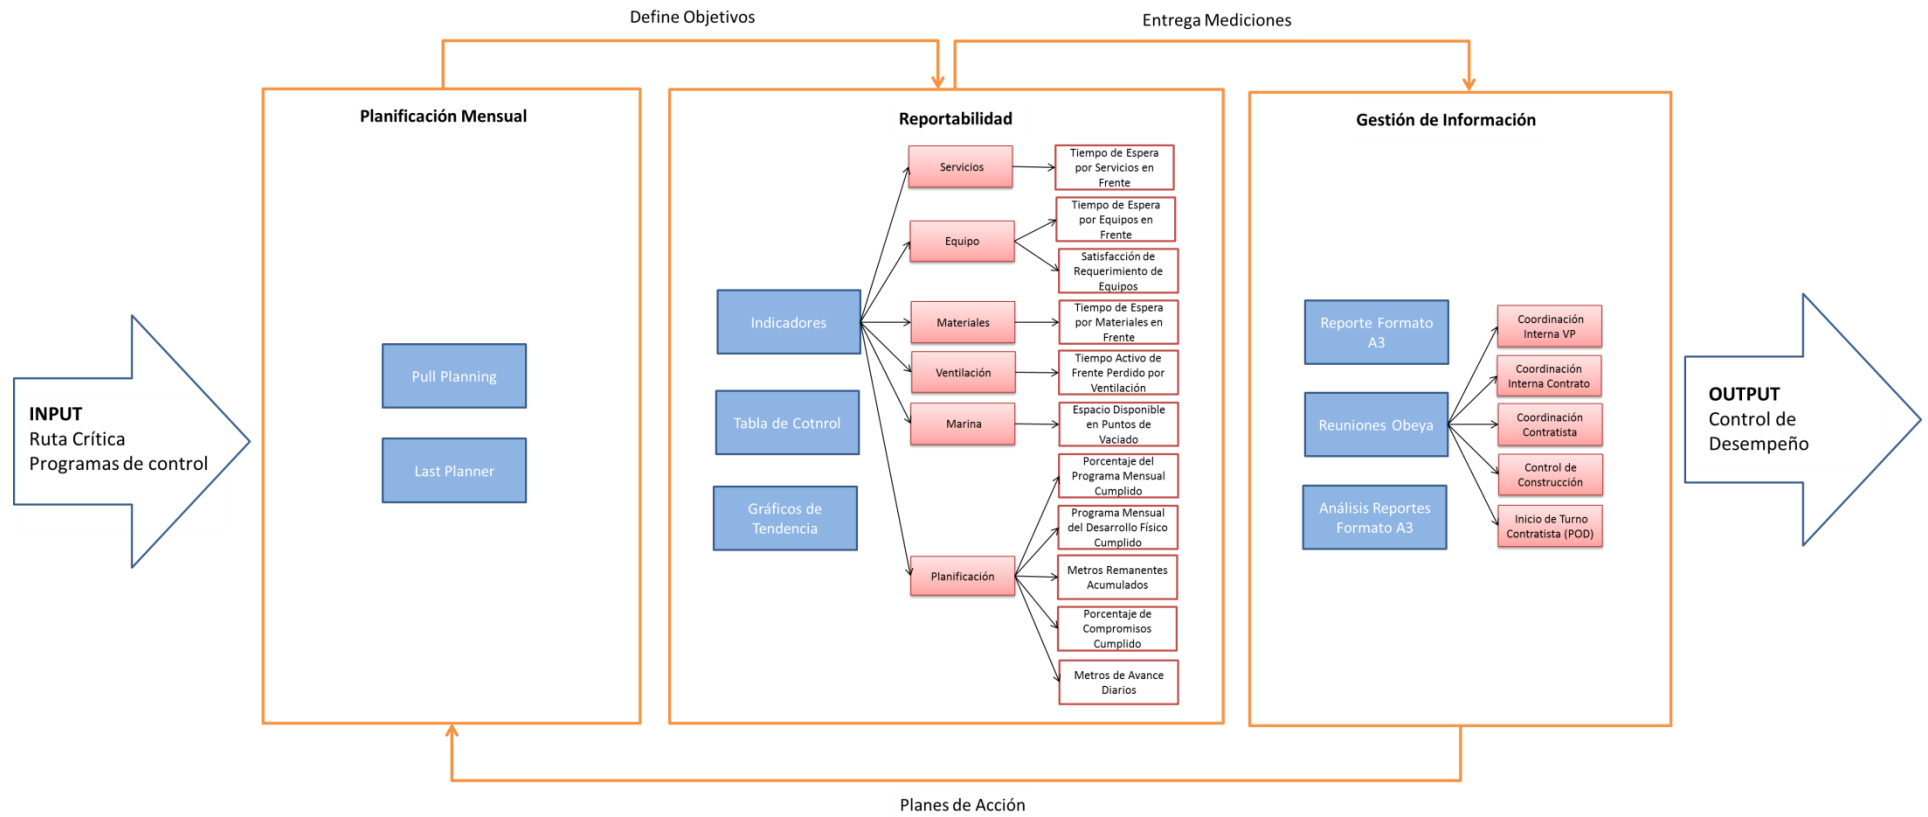 Define Objetivos
Entrega Mediciones
INPUT
Ruta Crítica
Programas de control
Planificación Mensual
Pull Planning
Last Planner
Reportabilidad
Indicadores
Tabla de Cotnrol
Gráficos de
Tendencia
Servicios
Equipo
Materiales
Ventilación
Marina
Planificación
Tiempo de Espera
por Servicios en
Frente
Tiempo de Espera
por Equipos en
Frente
Satisfacción de
Requerimiento de
Equipos
Tiempo de Espera
por Materiales en
Frente
Tiempo Activo de
Frente Perdido por
Ventilación
Espacio Disponible
en Puntos de
Vaciado
Porcentaje del
Programa Mensual
Cumplido
Programa Mensual
del Desarrollo Físico
Cumplido
Metros Remanentes
Acumulados
Porcentaje de
Compromisos
Cumplido
Metros de Avance
Diarios
Gestión de Información
Reporte Formato
A3
Reuniones Obeya
Análisis Reportes
Formato A3
Coordinación
Interna VP
Coordinación
Interna Contrato
Coordinación
Contratista
Control de
Construcción
Inicio de Turno
Contratista (POD)
OUTPUT
Control de
Desempeño
Planes de Acción